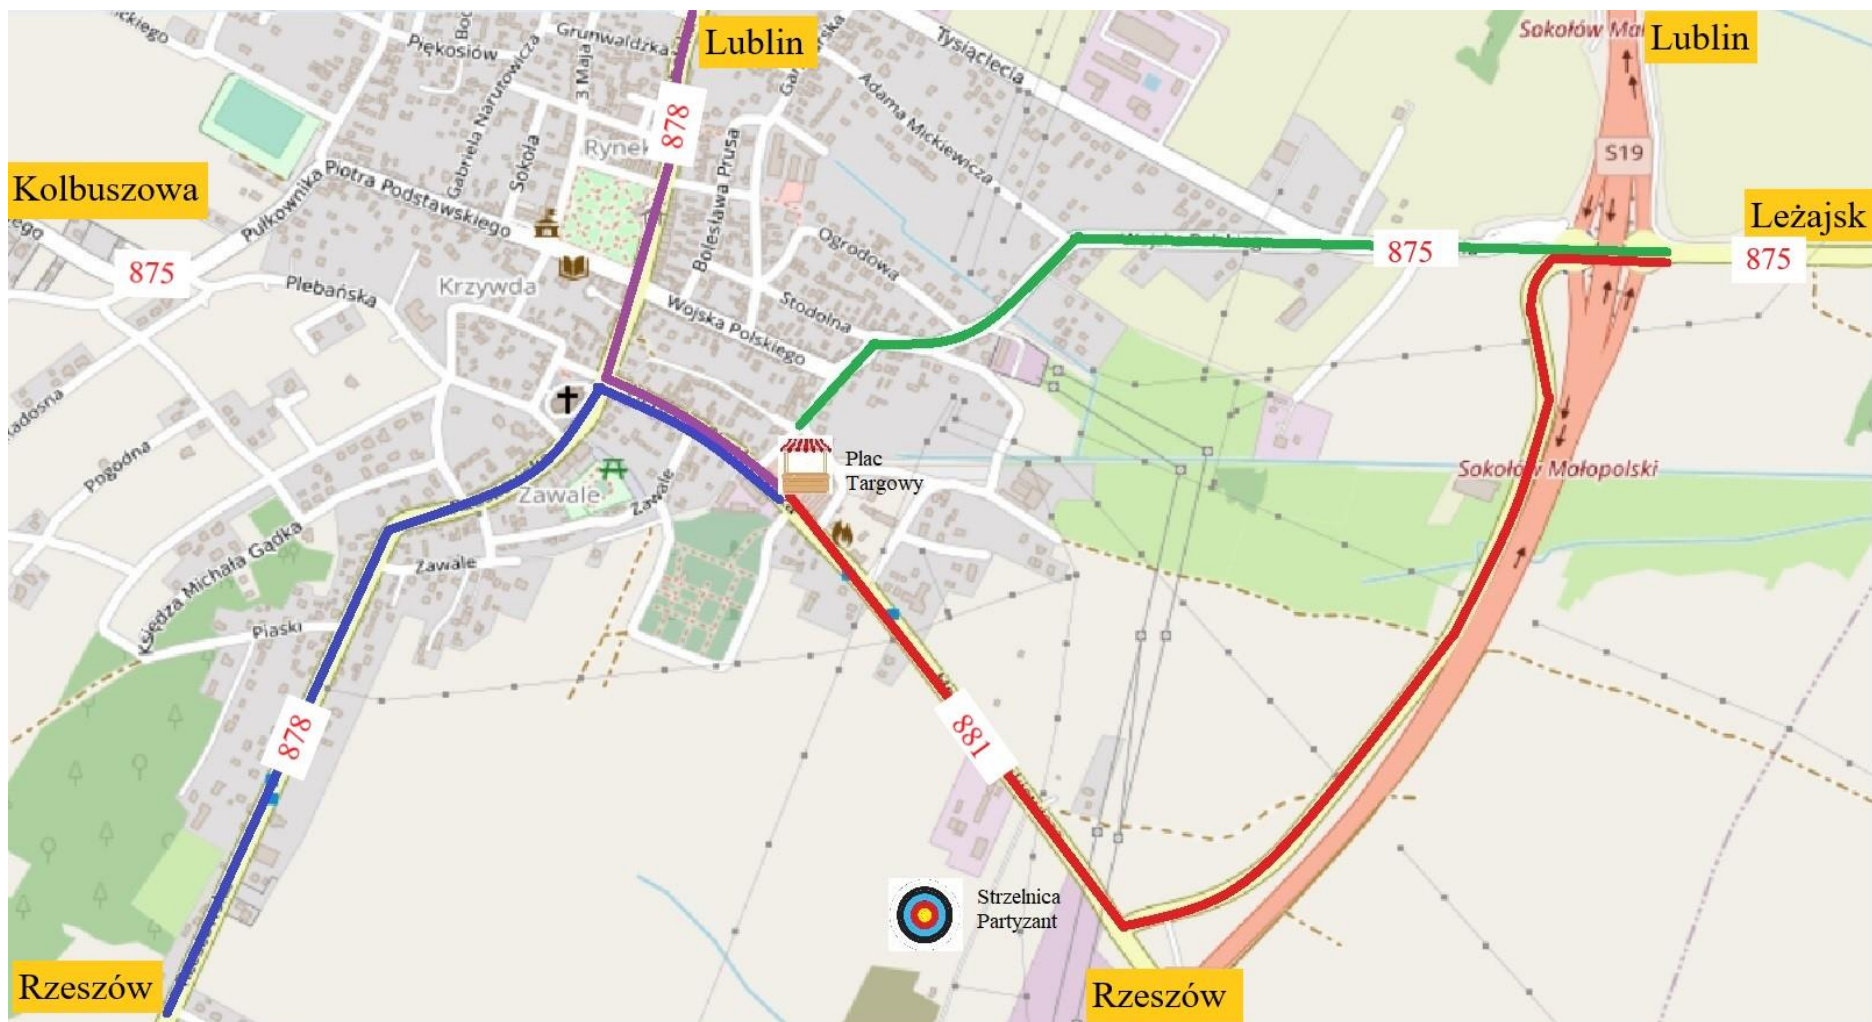 Lublin
Grunwaldzka
Piękosiów
3 Maja
Gabriela Narutowicza
Sokoła
Rynek
878
Bolesława Prusa
Tysiąclecia
Adama Mickiewicza
Sokołów Mał
Lublin
S19
Kolbuszowa
Piotra Podstawskiego
Pułkownika
875
Plebańska
Krzywda
Ogrodowa
Stodolna
Wojska Polskiego
875
Leżajsk
875
Pogodna
Zawale
Zawale
Zawale
Plac
Targowy
Sokołów Małopolski
Księdza Michała Gądka
Piaski
878
881
Strzelnica
Partyzant
Rzeszów
Rzeszów